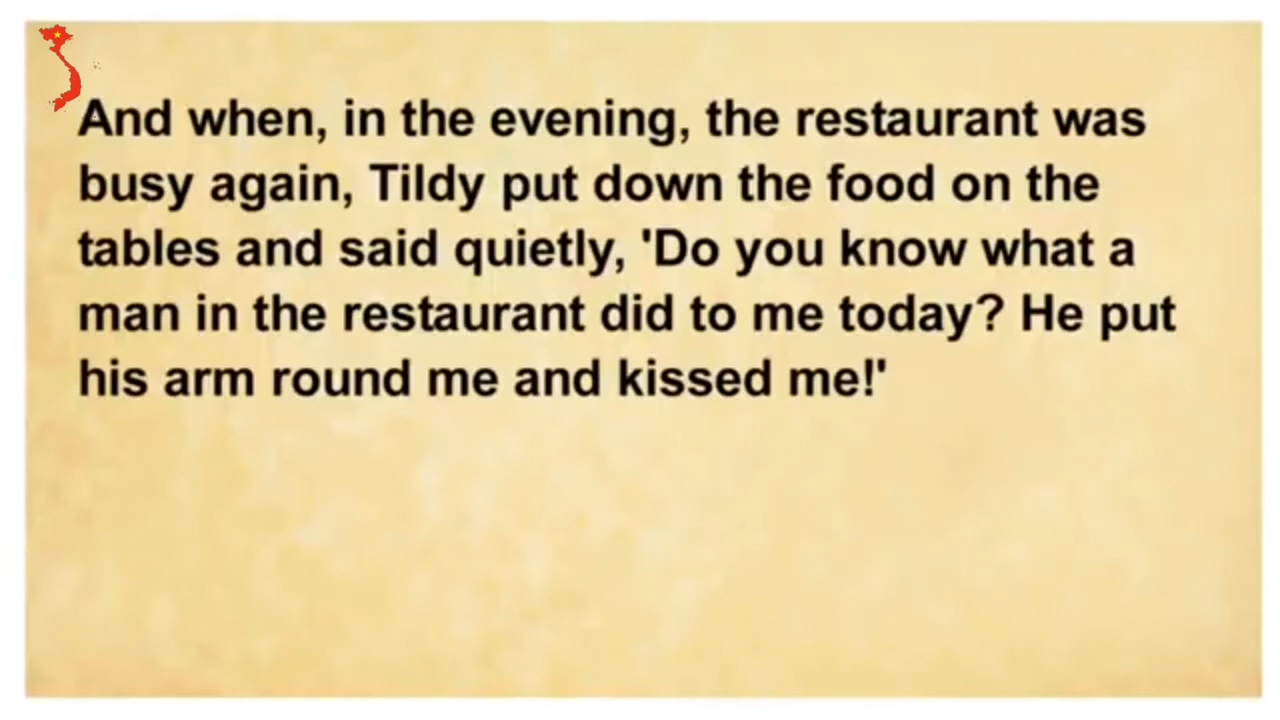 And when, in the evening, the restaurant was
busy again, Tildy put down the food on the
tables and said quietly, 'Do you know what a
man in the restaurant did to me today? He put
his arm round me and kissed me!'